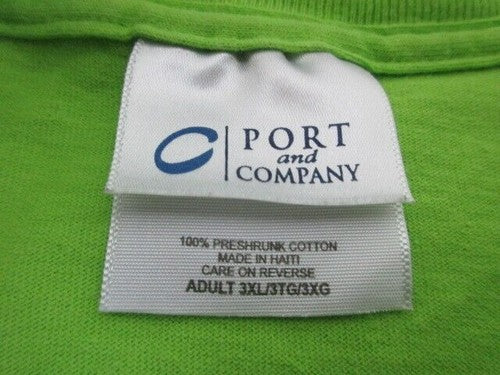 PORT
and
COMPANY
100% PRESHRUNK COTTON
MADE IN HAITI
CARE ON REVERSE
ADULT 3XL/3TG/3XG